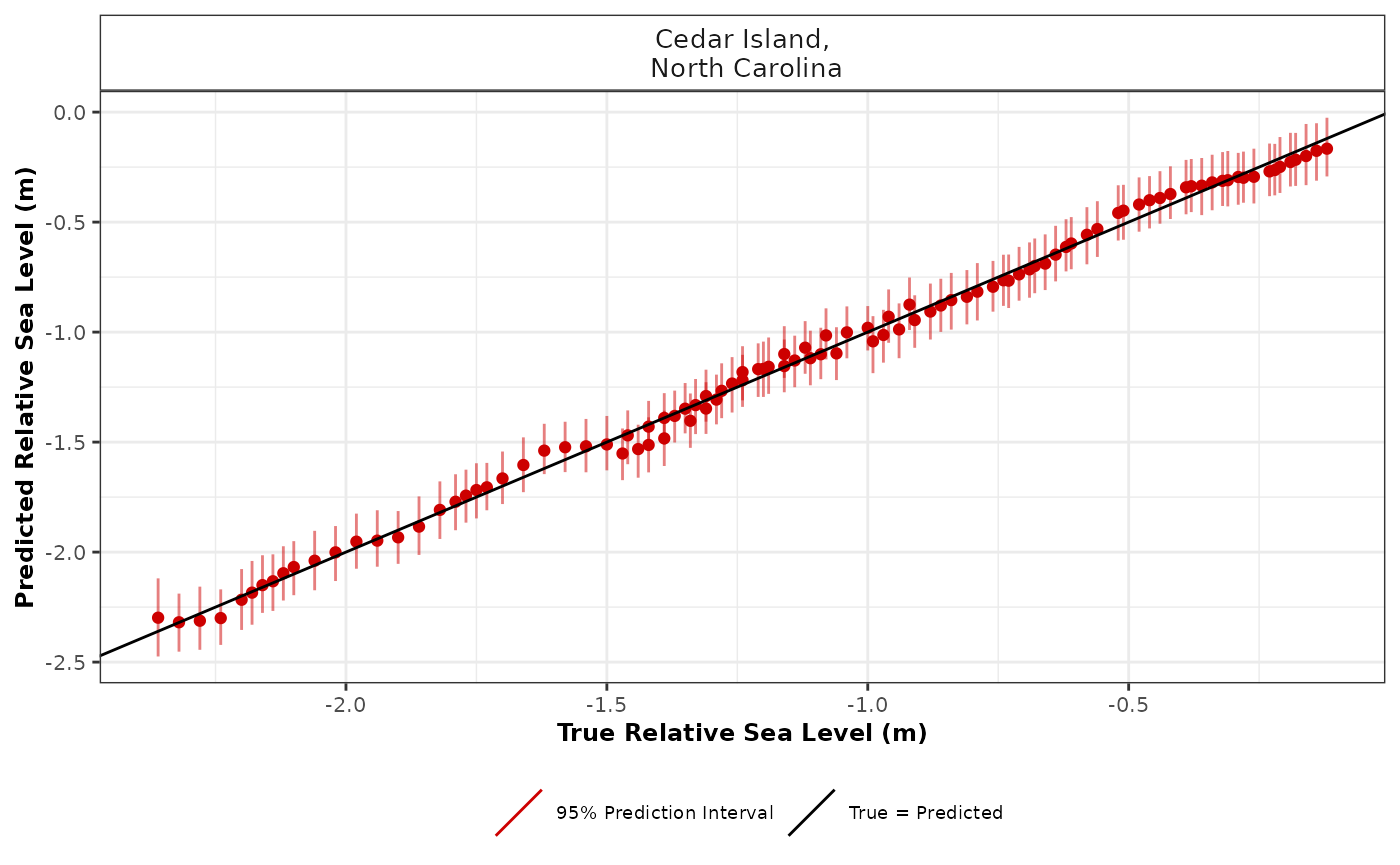 Cedar Island,
North Carolina
Predicted Relative Sea Level (m)
0.0
-0.5
-1.0
-1.5
-2.0
-2.5
-2.0 -1.5 -1.0 -0.5
True Relative Sea Level (m)
95% Prediction Interval True = Predicted